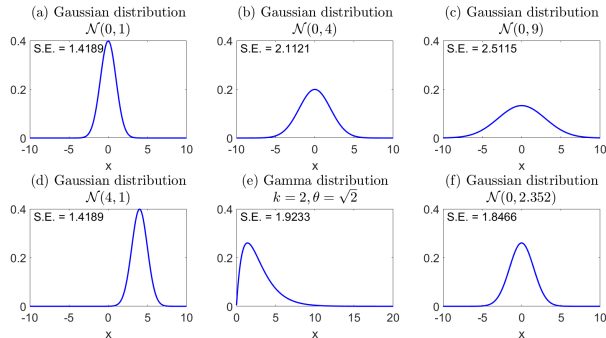 (a) Gaussian distribution
N(0, 1)
(b) Gaussian distribution
N(0, 4)
(c) Gaussian distribution
N(0, 9)
0.4
0.2
0
S.E. = 1.4189
-10 -5 0 5 10
x
0.4
0.2
0
S.E. = 2.1121
-10 -5 0 5 10
x
0.4
0.2
0
S.E. = 2.5115
-10 -5 0 5 10
x
(d) Gaussian distribution
N(4, 1)
(e) Gamma distribution
k = 2, θ = √2
(f) Gaussian distribution
N(0, 2.352)
0.4
0.2
0
S.E. = 1.4189
-10 -5 0 5 10
x
0.4
0.2
0
S.E. = 1.9233
0 5 10 15 20
x
0.4
0.2
0
S.E. = 1.8466
-10 -5 0 5 10
x